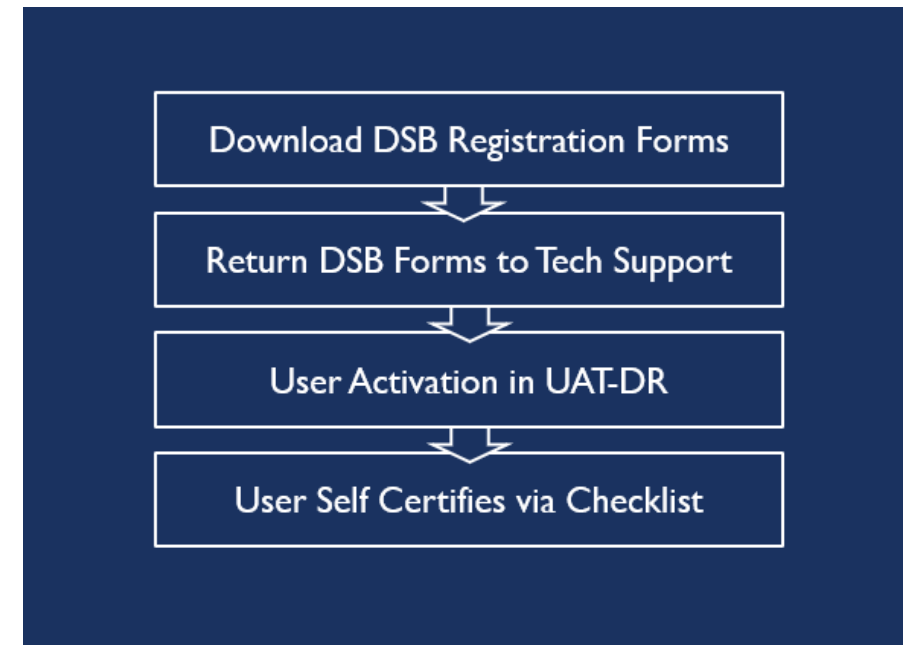 Download DSB Registration Forms
Return DSB Forms to Tech Support
User Activation in UAT-DR
User Self Certifies via Checklist